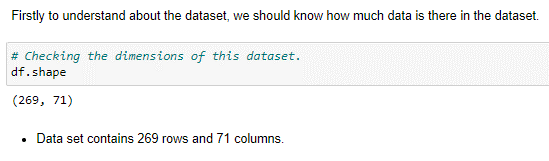 Firstly to understand about the dataset, we should know how much data is there in the dataset.
# Checking the dimensions of this dataset.
df.shape
(269, 71)
• Data set contains 269 rows and 71 columns.